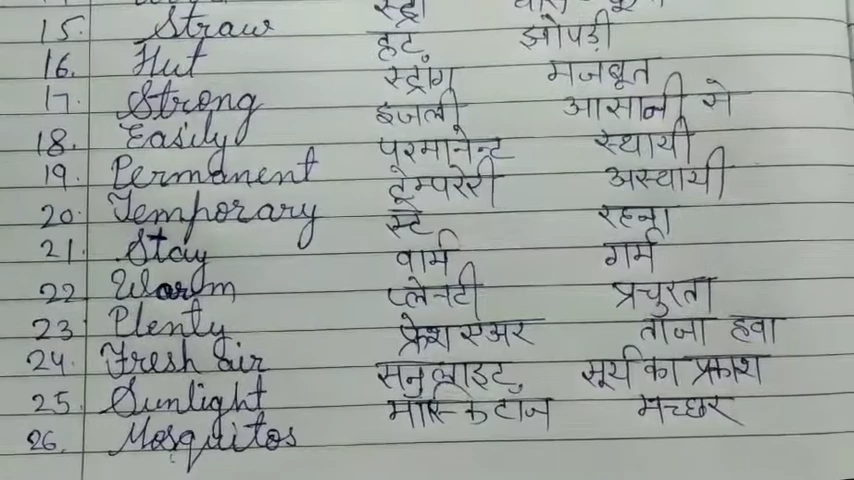 15. Straw स्ट्रा
16. Hut हट झोपड़ी
17. Strong स्ट्रांग मजबूत
18. Easily इजली आसानी से
19. Permanent परमानेन्ट स्थायी
20. Temporary टेम्परेरी अस्थायी
21. Stay स्टे रहना
22 Warm वार्म गर्म
23 Plenty प्लेनटी प्रचुरता
24. Fresh air फ्रेश एअर ताजा हवा
25. Sunlight सनलाइट सूर्य का प्रकाश
26. Mosquitos मास्किटोज मच्छर